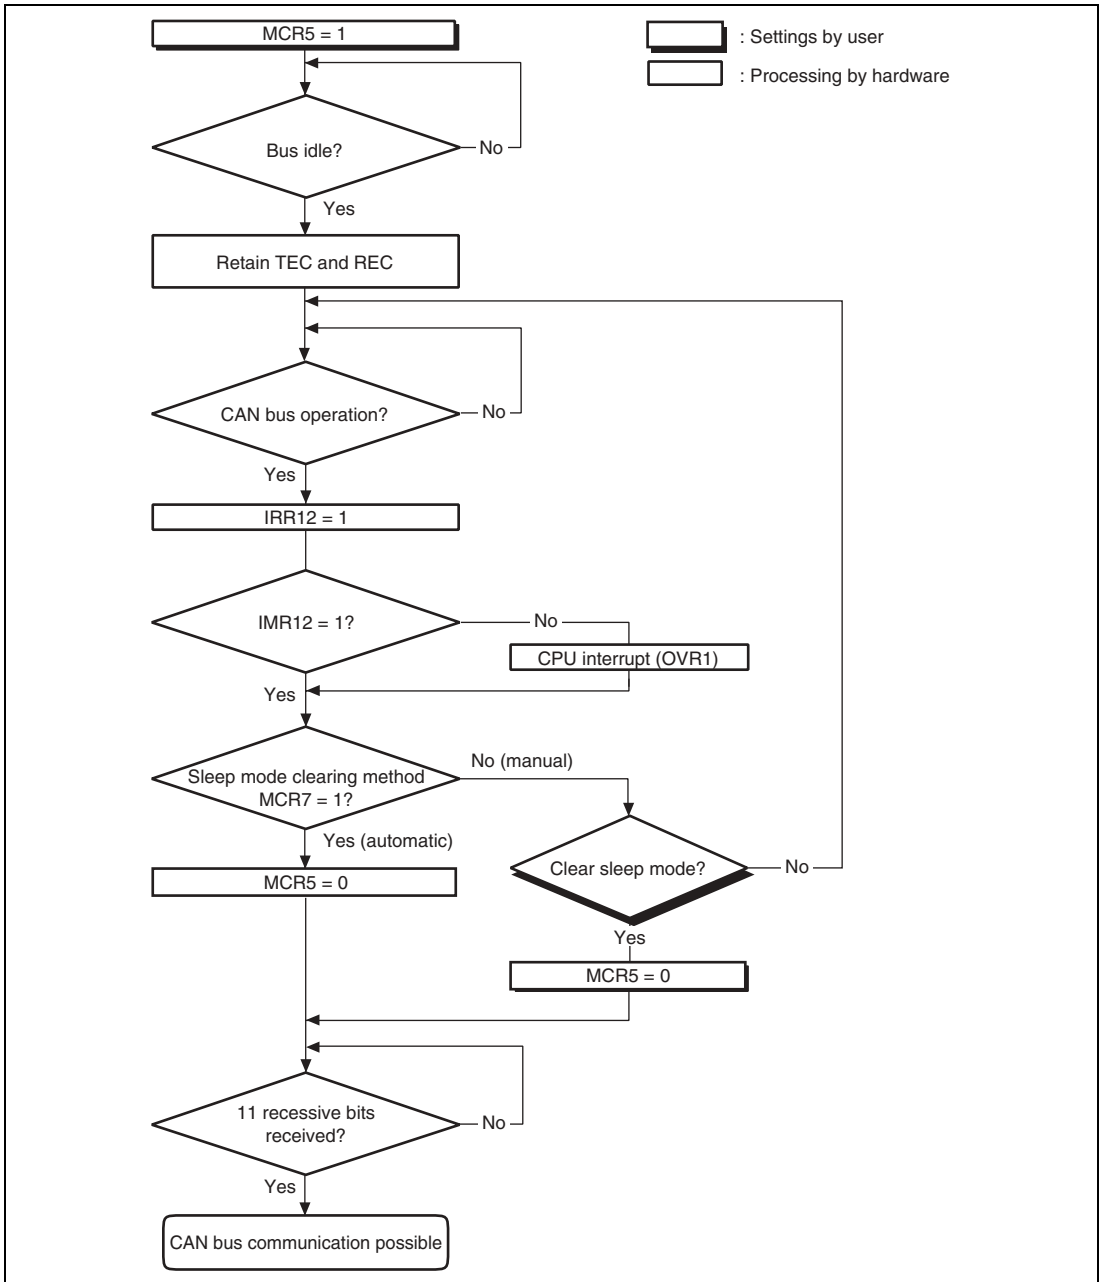 MCR5 = 1
: Settings by user
: Processing by hardware
Bus idle?
No
Yes
Retain TEC and REC
CAN bus operation?
No
Yes
IRR12 = 1
IMR12 = 1?
No
CPU interrupt (OVR1)
Yes
Sleep mode clearing method
MCR7 = 1?
No (manual)
Yes (automatic)
Clear sleep mode?
No
MCR5 = 0
Yes
MCR5 = 0
11 recessive bits
received?
No
Yes
CAN bus communication possible